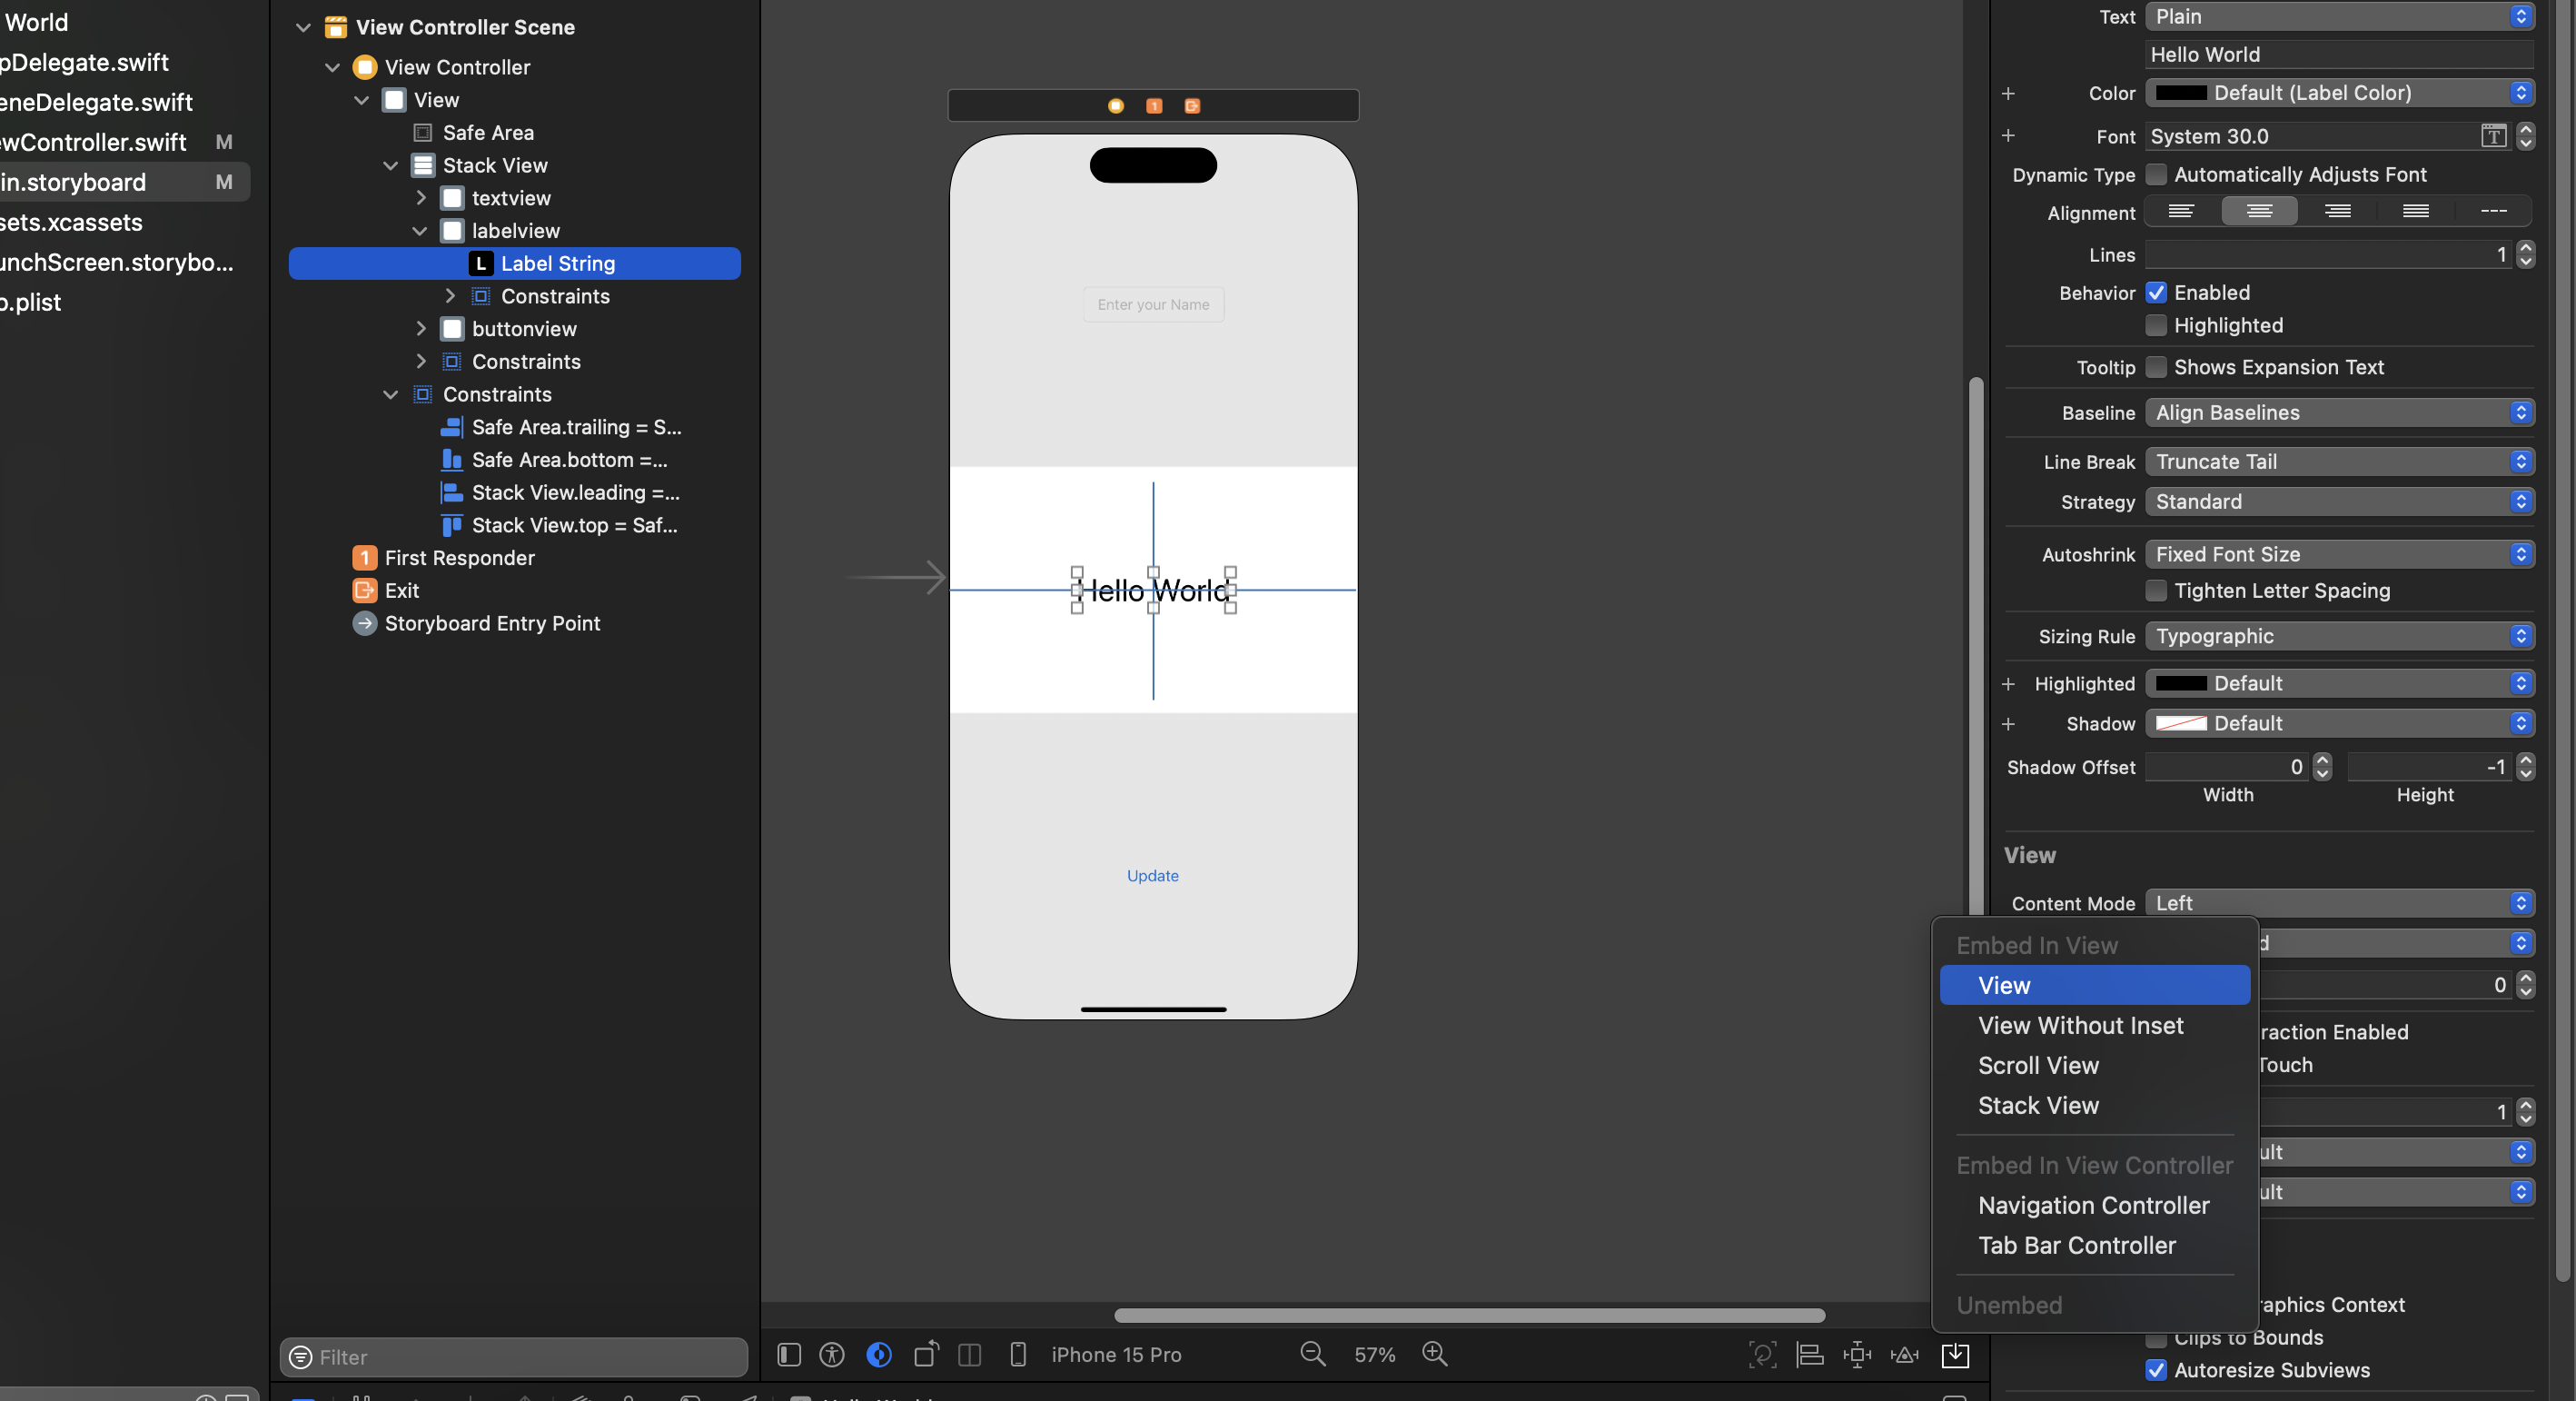 World
pDelegate.swift
eneDelegate.swift
wController.swift M
in.storyboard M
sets.xcassets
unchScreen.storybo...
o.plist
View Controller Scene
View Controller
View
Safe Area
Stack View
textview
labelview
L Label String
Constraints
buttonview
Constraints
Constraints
Safe Area.trailing = S...
Safe Area.bottom =...
Stack View.leading =...
Stack View.top = Saf...
1 First Responder
Exit
Storyboard Entry Point
Filter
1
Enter your Name
Hello World
Update
iPhone 15 Pro
57%
Text Plain
Hello World
Color Default (Label Color)
Font System 30.0 T
Dynamic Type Automatically Adjusts Font
Alignment
Lines 1
Behavior Enabled
Highlighted
Tooltip Shows Expansion Text
Baseline Align Baselines
Line Break Truncate Tail
Strategy Standard
Autoshrink Fixed Font Size
Tighten Letter Spacing
Sizing Rule Typographic
Highlighted Default
Shadow Default
Shadow Offset 0 -1
Width Height
View
Content Mode Left
d
0
raction Enabled
Touch
1
ult
ult
raphics Context
Clips to Bounds
Autoresize Subviews
Embed In View
View
View Without Inset
Scroll View
Stack View
Embed In View Controller
Navigation Controller
Tab Bar Controller
Unembed